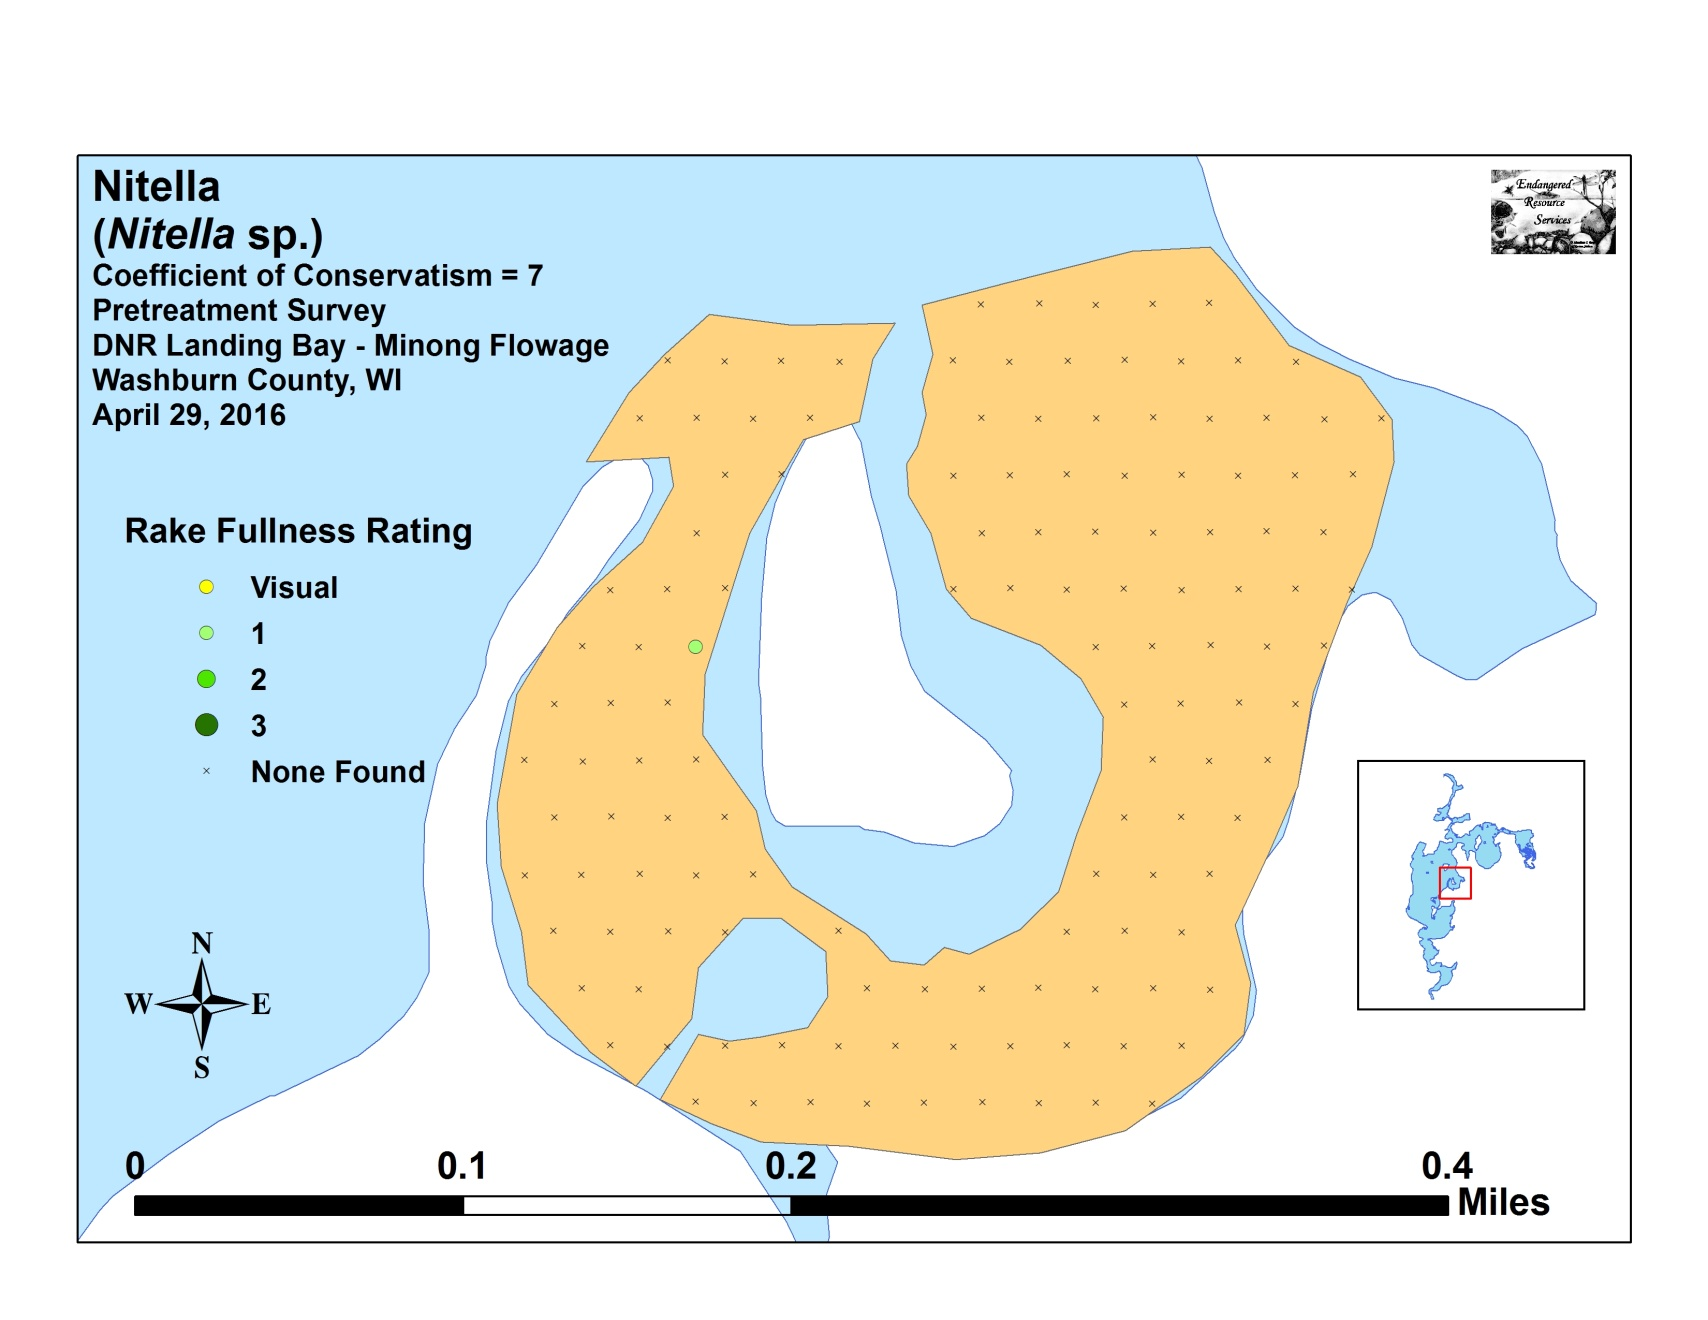 Nitella
(Nitella sp.)
Coefficient of Conservatism = 7
Pretreatment Survey
DNR Landing Bay - Minong Flowage
Washburn County, WI
April 29, 2016
Endangered
Resource
Services
Rake Fullness Rating
Visual
1
2
3
None Found
N
W E
S
0 0.1 0.2 0.4
Miles